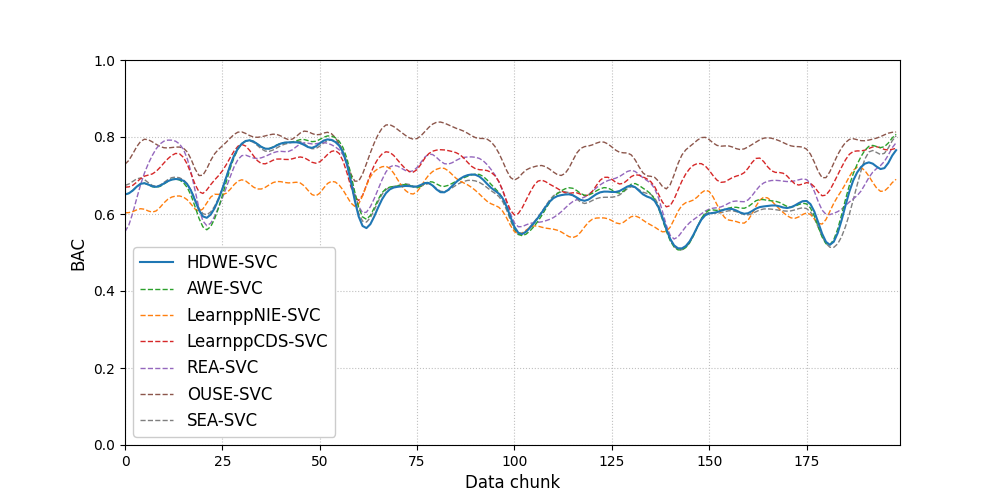 1.0
0.8
0.6
0.4
0.2
0.0
BAC
HDWE-SVC
AWE-SVC
LearnppNIE-SVC
LearnppCDS-SVC
REA-SVC
OUSE-SVC
SEA-SVC
0 25 50 75 100 125 150 175
Data chunk